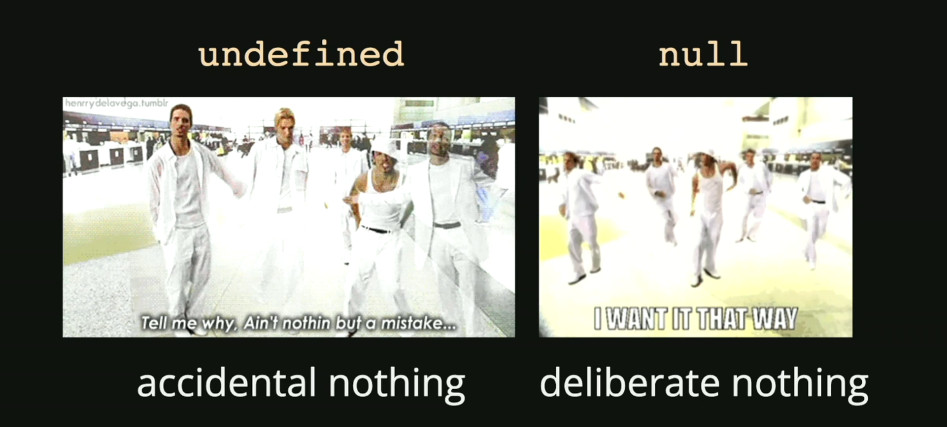 undefined
null
henrrydelavega.tumblr
Tell me why, Ain't nothin but a mistake...
I WANT IT THAT WAY
accidental nothing
deliberate nothing